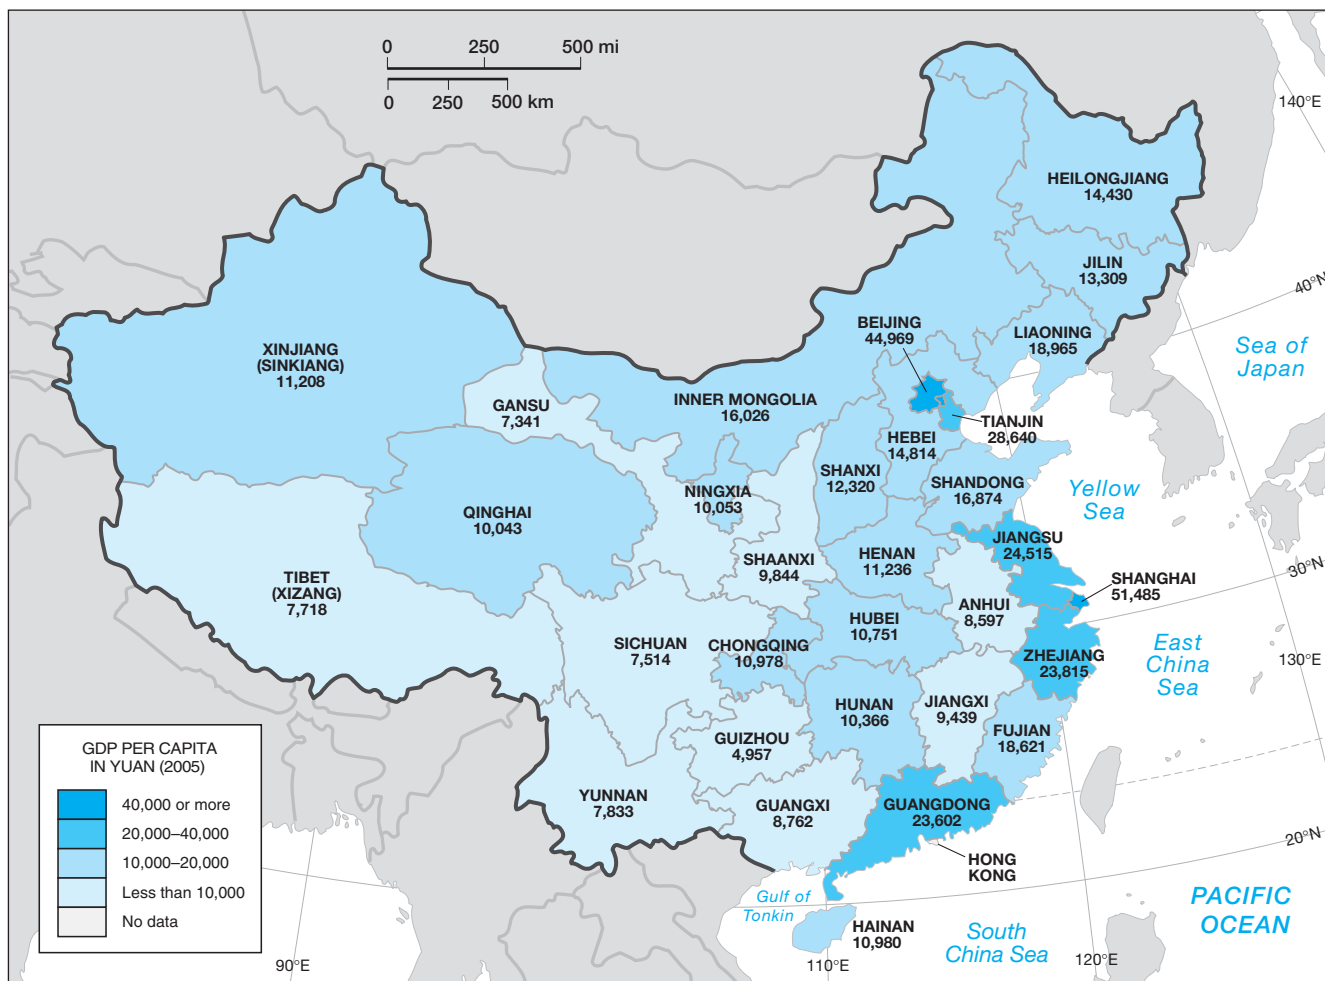 0 250 500 mi
0 250 500 km
140°E
HEILONGJIANG
14,430
JILIN
13,309
40°N
BEIJING
44,969
LIAONING
18,965
Sea of
Japan
XINJIANG
(SINKIANG)
11,208
GANSU
7,341
INNER MONGOLIA
16,026
TIANJIN
28,640
HEBEI
14,814
SHANXI
12,320
SHANDONG
16,874
NINGXIA
10,053
Yellow
Sea
QINGHAI
10,043
JIANGSU
24,515
SHAANXI
9,844
HENAN
11,236
30°N
TIBET
(XIZANG)
7,718
SHANGHAI
51,485
ANHUI
8,597
HUBEI
10,751
SICHUAN
7,514
CHONGQING
10,978
ZHEJIANG
23,815
East
China
Sea
130°E
HUNAN
10,366
JIANGXI
9,439
FUJIAN
18,621
GUIZHOU
4,957
YUNNAN
7,833
GUANGXI
8,762
GUANGDONG
23,602
20°N
HONG
KONG
Gulf of
Tonkin
HAINAN
10,980
South
China Sea
PACIFIC
OCEAN
90°E
110°E
120°E
GDP PER CAPITA
IN YUAN (2005)
40,000 or more
20,000–40,000
10,000–20,000
Less than 10,000
No data